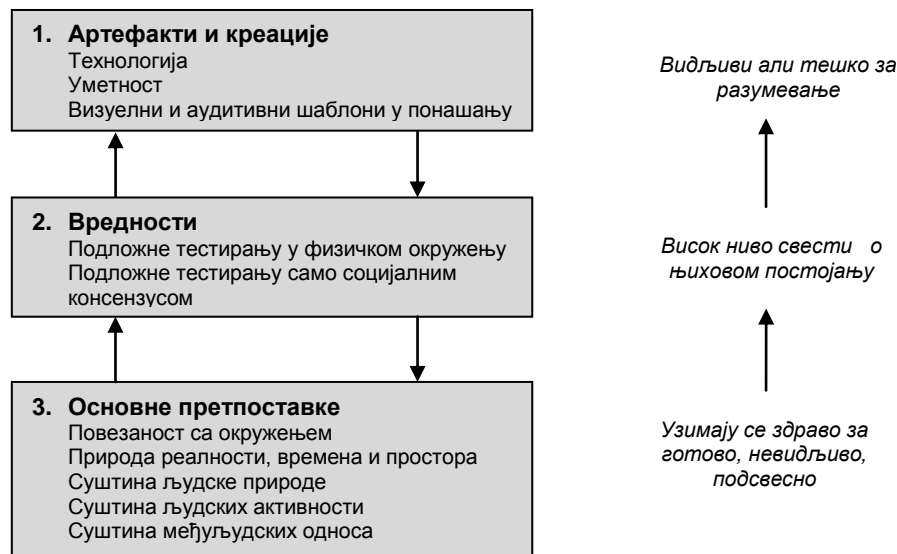 1. Артефакти и креације
Технологија
Уметност
Визуелни и аудитивни шаблони у понашању
Видљиви али тешко за
разумевање
2. Вредности
Подложне тестирању у физичком окружењу
Подложне тестирању само социјалним
консензусом
Висок ниво свести о
њиховом постојању
3. Основне претпоставке
Повезаност са окружењем
Природа реалности, времена и простора
Суштина људске природе
Суштина људских активности
Суштина међуљудских односа
Узимају се здраво за
готово, невидљиво,
подсвесно